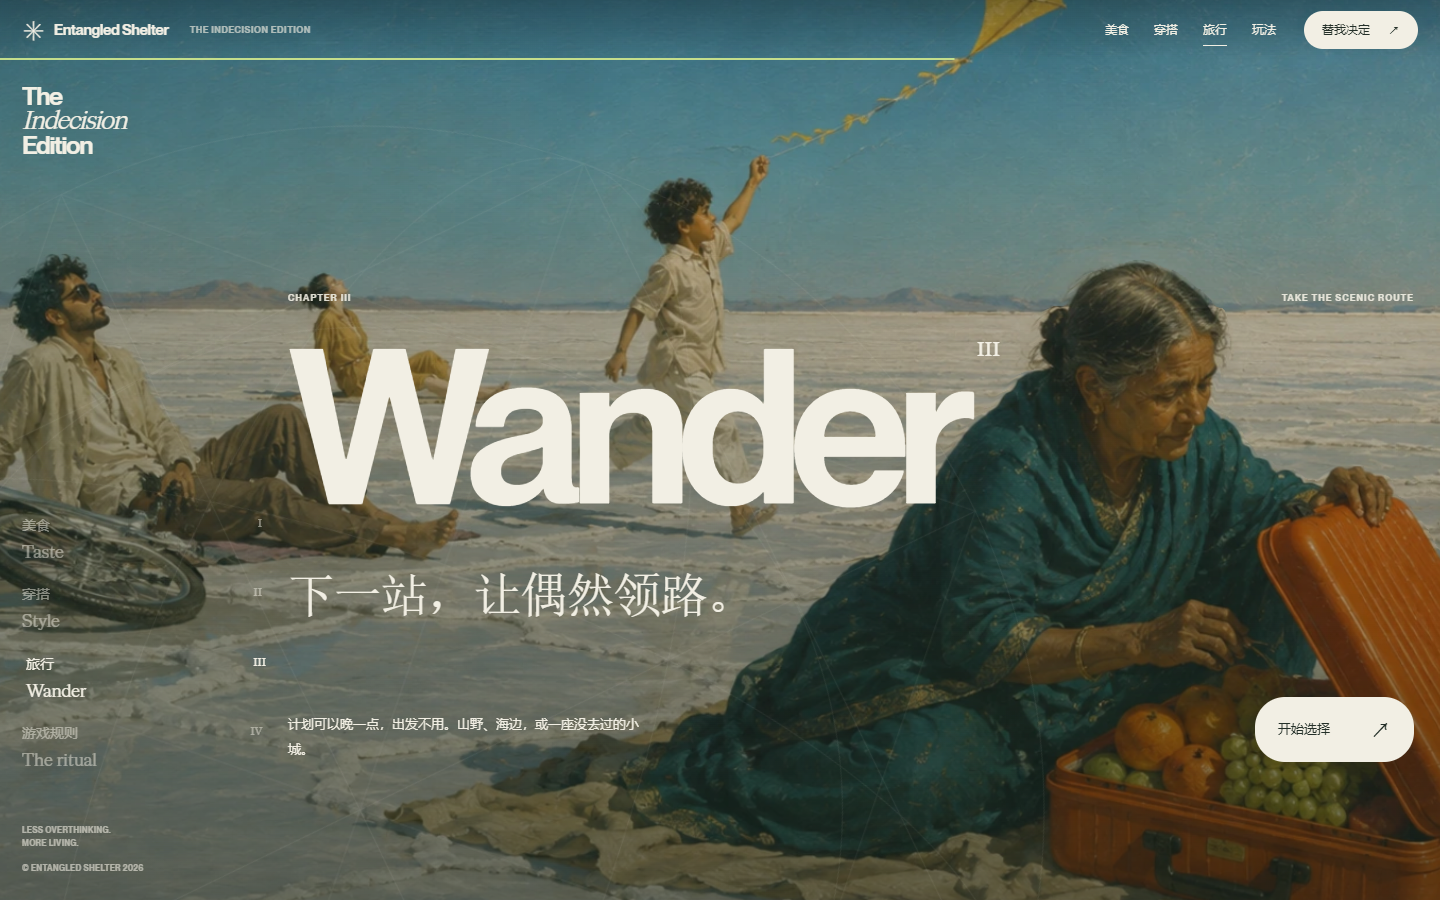 Entangled Shelter
THE INDECISION EDITION
美食
穿搭
旅行
玩法
替我决定
The
Indecision
Edition
CHAPTER III
TAKE THE SCENIC ROUTE
Wander
III
下一站，让偶然领路。
美食
I
Taste
穿搭
II
Style
旅行
III
Wander
游戏规则
IV
The ritual
计划可以晚一点，出发不用。山野、海边，或一座没去过的小
城。
开始选择
LESS OVERTHINKING.
MORE LIVING.
© ENTANGLED SHELTER 2026